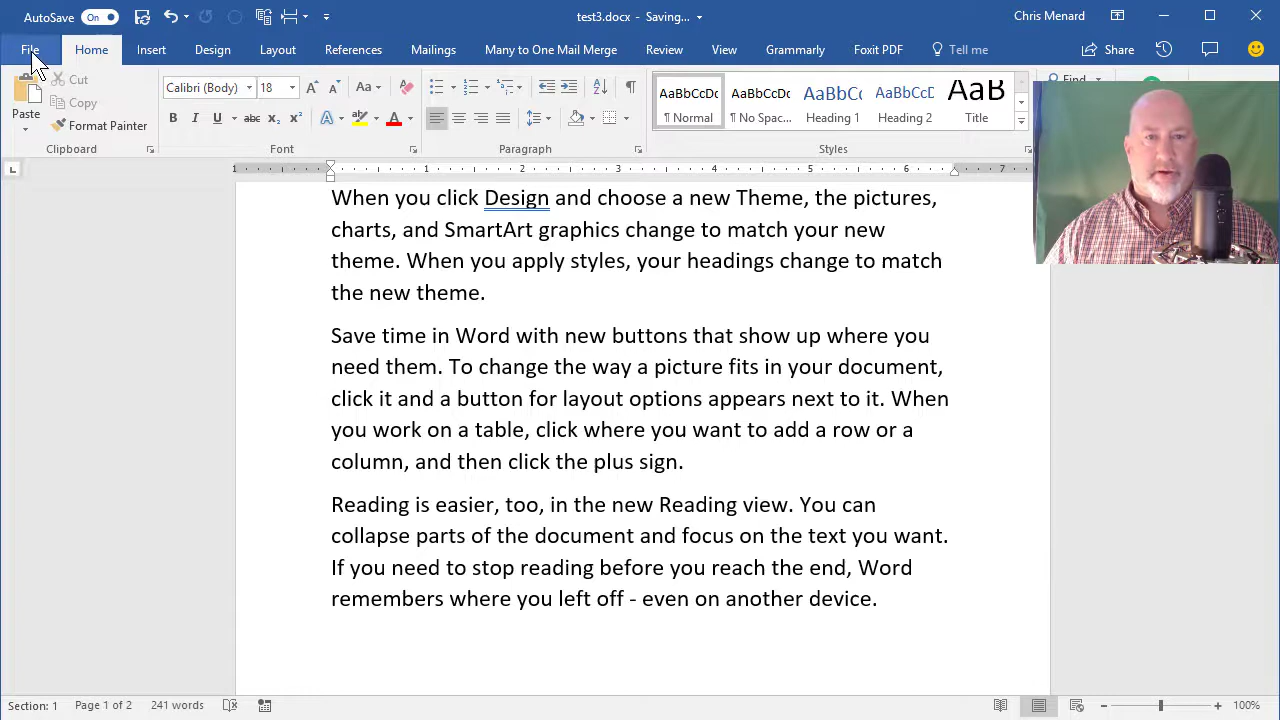 AutoSave On test3.docx - Saving... Chris Menard
File Home Insert Design Layout References Mailings Many to One Mail Merge Review View Grammarly Foxit PDF Tell me Share
Paste
Cut
Copy
Format Painter
Clipboard
Calibri (Body) 18
Font
Paragraph
AaBbCcDc AaBbCcDc AaBbC AaBbCcD AaB
¶ Normal ¶ No Spac... Heading 1 Heading 2 Title
Styles
Find
1 1 2 3 4 5 6 7
When you click Design and choose a new Theme, the pictures,
charts, and SmartArt graphics change to match your new
theme. When you apply styles, your headings change to match
the new theme.
Save time in Word with new buttons that show up where you
need them. To change the way a picture fits in your document,
click it and a button for layout options appears next to it. When
you work on a table, click where you want to add a row or a
column, and then click the plus sign.
Reading is easier, too, in the new Reading view. You can
collapse parts of the document and focus on the text you want.
If you need to stop reading before you reach the end, Word
remembers where you left off - even on another device.
Section: 1 Page 1 of 2 241 words 100%